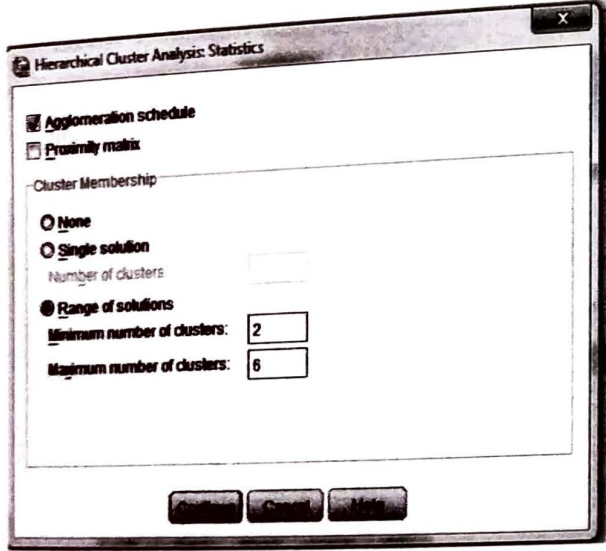 x
Hierarchical Cluster Analysis: Statistics
Agglomeration schedule
Proximity matrix
Cluster Membership
None
Single solution
Number of clusters
Range of solutions
Minimum number of clusters: 2
Maximum number of clusters: 6
Cancel